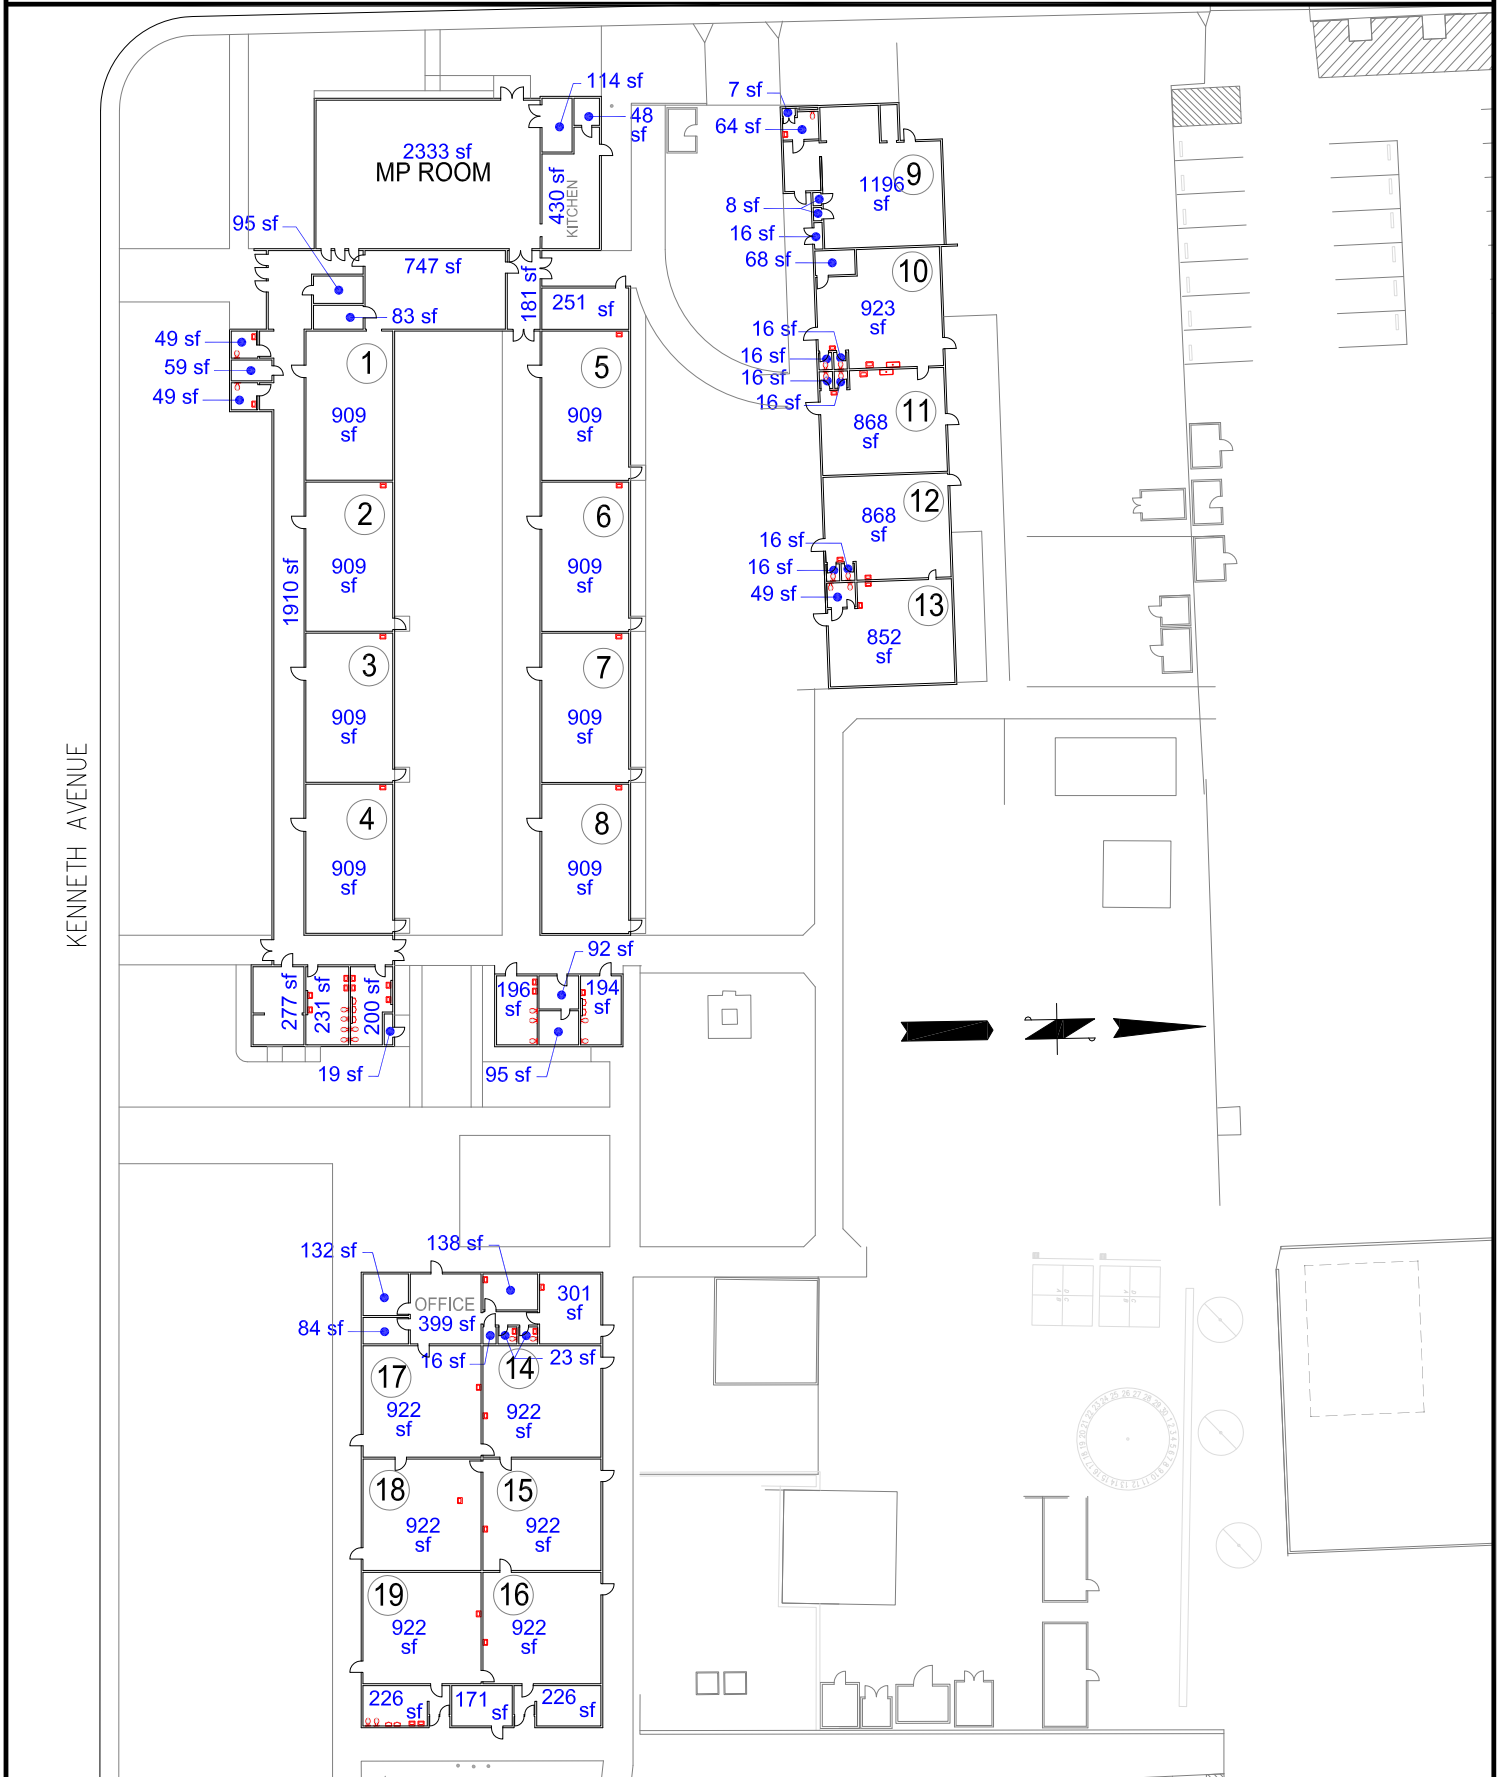 114 sf
48
sf
2333 sf
MP ROOM
430 sf
KITCHEN
95 sf
747 sf
181 sf
251 sf
83 sf
49 sf
59 sf
49 sf
1
909
sf
5
909
sf
2
909
sf
6
909
sf
1910 sf
3
909
sf
7
909
sf
4
909
sf
8
909
sf
7 sf
64 sf
9
1196
sf
8 sf
16 sf
68 sf
10
923
sf
16 sf
16 sf
16 sf
16 sf
11
868
sf
12
868
sf
16 sf
16 sf
49 sf
13
852
sf
KENNETH AVENUE
277 sf
231 sf
200 sf
19 sf
92 sf
196
sf
194
sf
95 sf
132 sf
138 sf
OFFICE
399 sf
301
sf
84 sf
16 sf
23 sf
17
922
sf
14
922
sf
18
922
sf
15
922
sf
19
922
sf
16
922
sf
226
sf
171
sf
226
sf